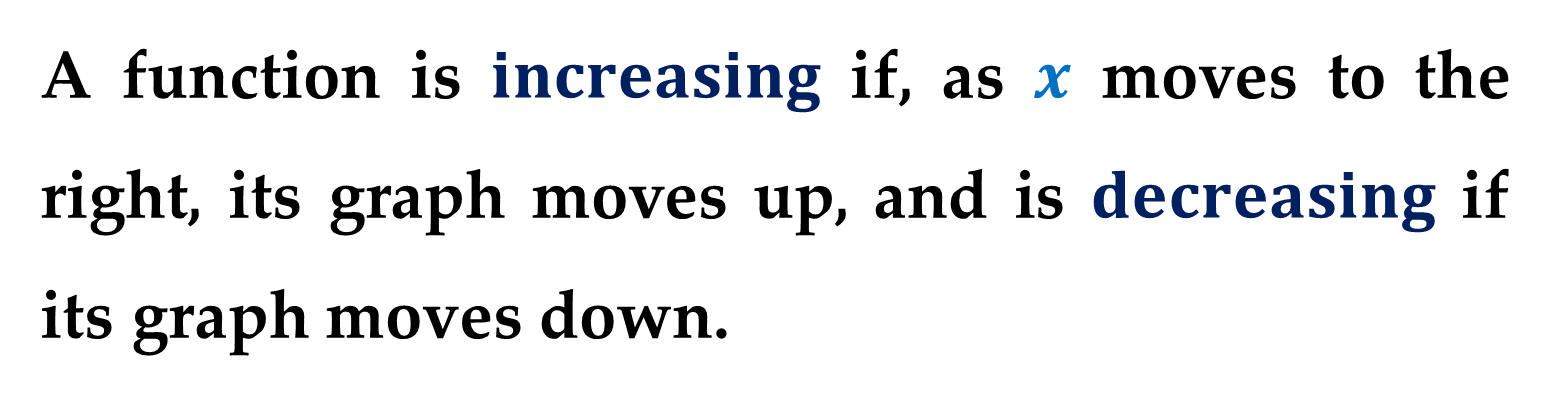 A function is increasing if, as x moves to the
right, its graph moves up, and is decreasing if
its graph moves down.